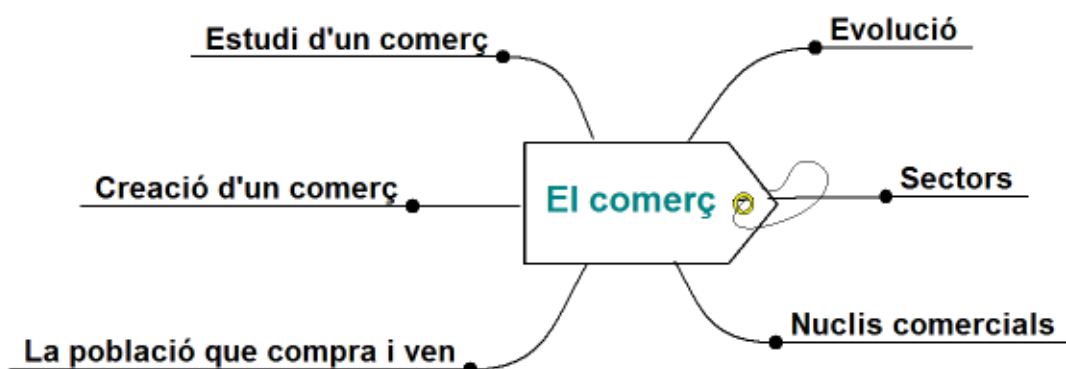 Estudi d'un comerç
Evolució
Creació d'un comerç
El comerç
Sectors
La població que compra i ven
Nuclis comercials